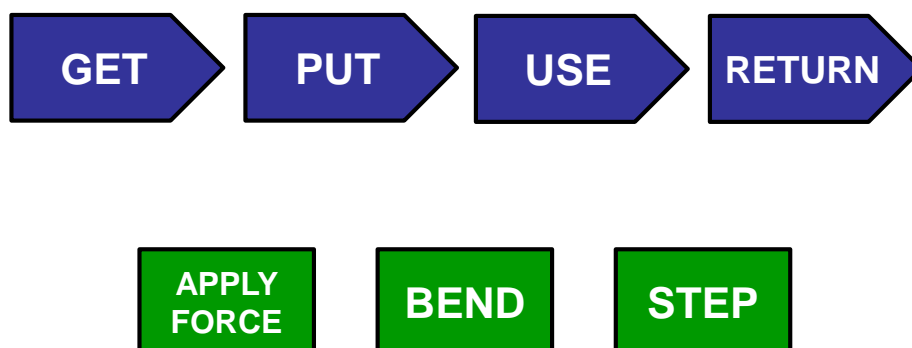 GET
PUT
USE
RETURN
APPLY
FORCE
BEND
STEP